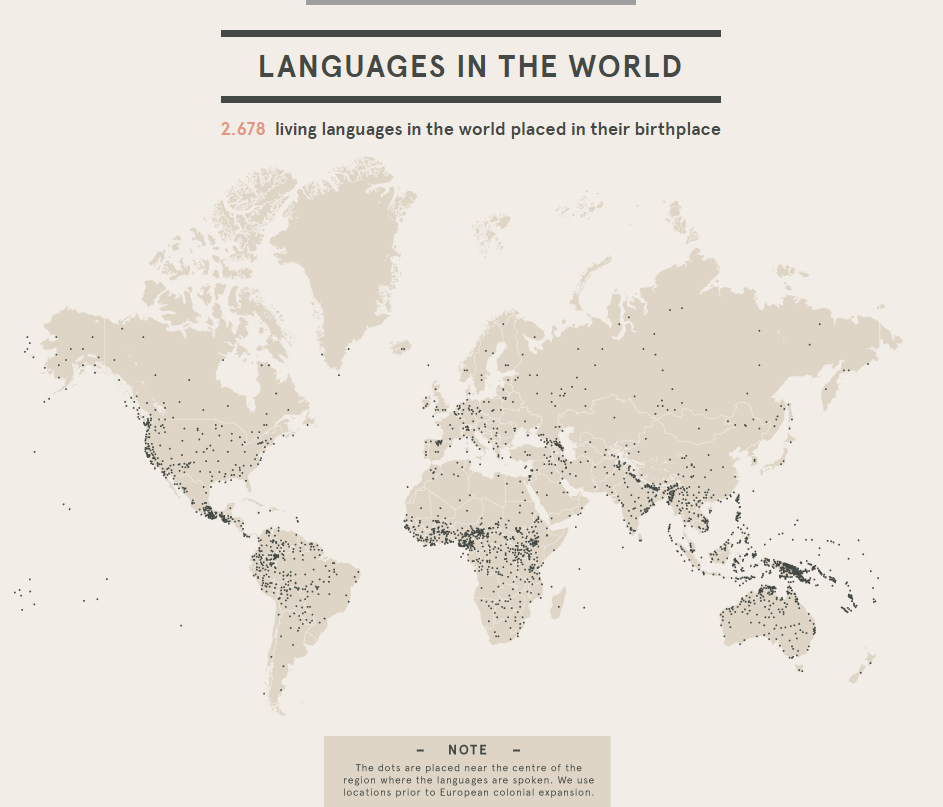 LANGUAGES IN THE WORLD
2.678 living languages in the world placed in their birthplace
– NOTE –
The dots are placed near the centre of the
region where the languages are spoken. We use
locations prior to European colonial expansion.